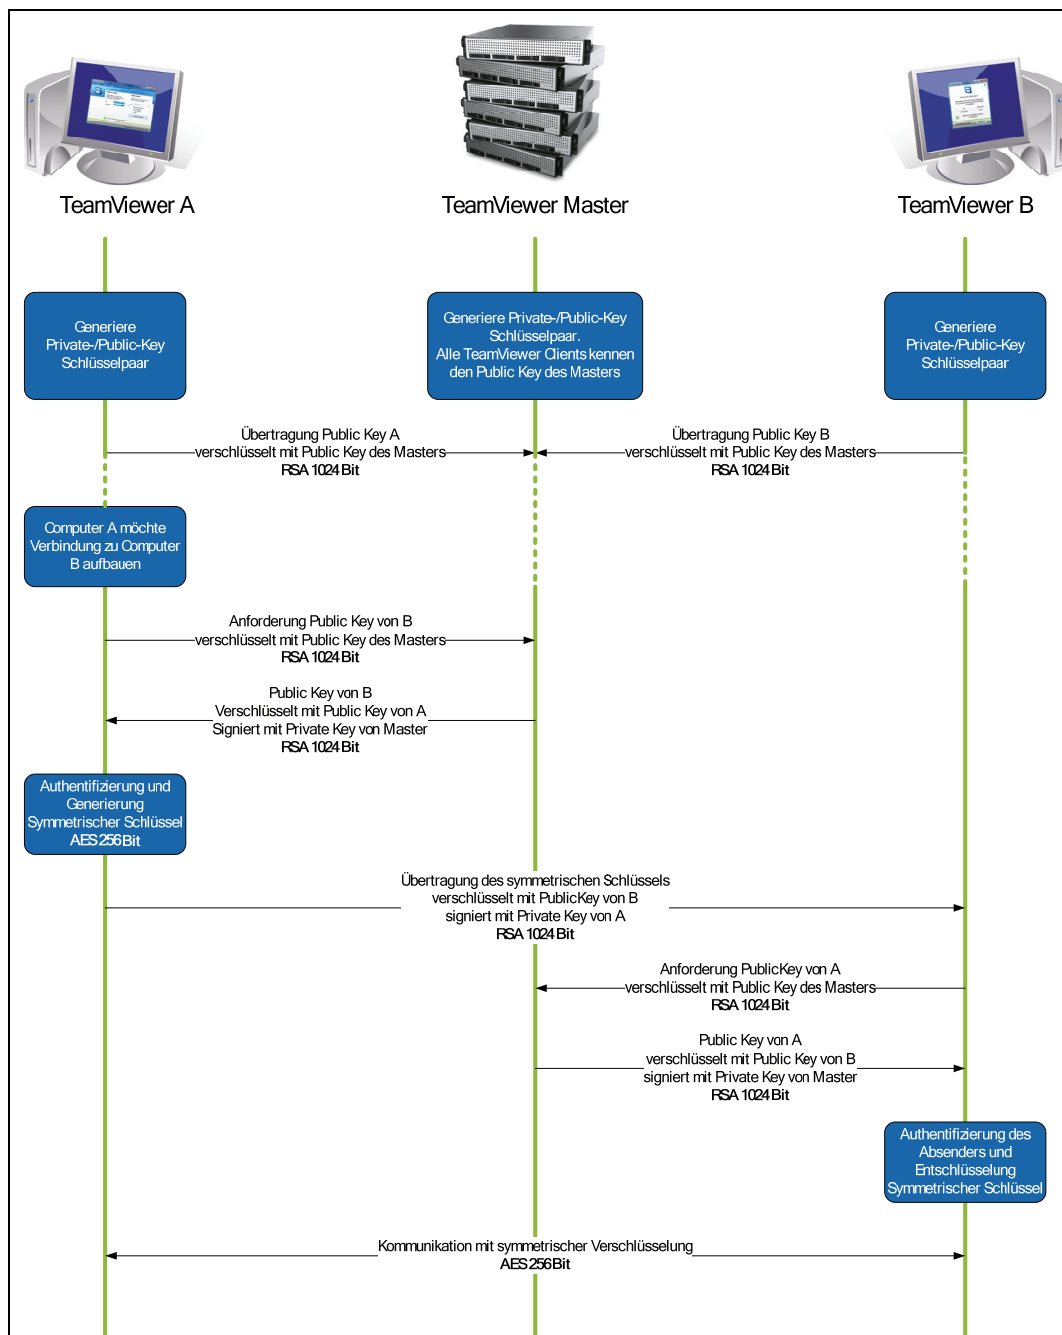 TeamViewer A
TeamViewer Master
TeamViewer B
Generiere
Private-/Public-Key
Schlüsselpaar
Generiere Private-/Public-Key
Schlüsselpaar.
Alle TeamViewer Clients kennen
den Public Key des Masters
Generiere
Private-/Public-Key
Schlüsselpaar
Übertragung Public Key A
verschlüsselt mit Public Key des Masters
RSA 1024 Bit
Übertragung Public Key B
verschlüsselt mit Public Key des Masters
RSA 1024 Bit
Computer A möchte
Verbindung zu Computer
B aufbauen
Anforderung Public Key von B
verschlüsselt mit Public Key des Masters
RSA 1024 Bit
Public Key von B
Verschlüsselt mit Public Key von A
Signiert mit Private Key von Master
RSA 1024 Bit
Authentifizierung und
Generierung
Symmetrischer Schlüssel
AES 256 Bit
Übertragung des symmetrischen Schlüssels
verschlüsselt mit PublicKey von B
signiert mit Private Key von A
RSA 1024 Bit
Anforderung PublicKey von A
verschlüsselt mit Public Key des Masters
RSA 1024 Bit
Public Key von A
verschlüsselt mit Public Key von B
signiert mit Private Key von Master
RSA 1024 Bit
Authentifizierung des
Absenders und
Entschlüsselung
Symmetrischer Schlüssel
Kommunikation mit symmetrischer Verschlüsselung
AES 256 Bit